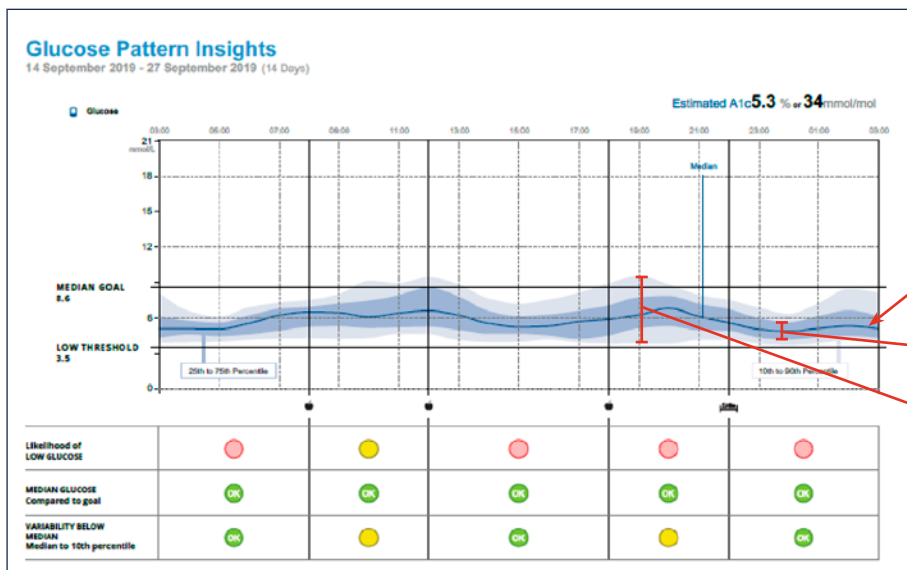 Glucose Pattern Insights
14 September 2019 - 27 September 2019 (14 Days)
Estimated A1c 5.3 % or 34 mmol/mol
Glucose
03:00 05:00 07:00 09:00 11:00 13:00 15:00 17:00 19:00 21:00 23:00 01:00 03:00
21
mmol/L
Median
18
15
12
MEDIAN GOAL
8.6
6
LOW THRESHOLD
3.5
25th to 75th Percentile
10th to 90th Percentile
0
Likelihood of
LOW GLUCOSE
MEDIAN GLUCOSE
Compared to goal
OK OK OK OK OK
VARIABILITY BELOW
MEDIAN
Median to 10th percentile
OK OK OK